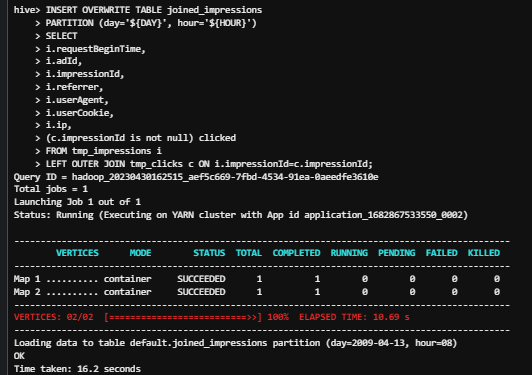 hive> INSERT OVERWRITE TABLE joined_impressions
    > PARTITION (day='${DAY}', hour='${HOUR}')
    > SELECT
    > i.requestBeginTime,
    > i.adId,
    > i.impressionId,
    > i.referrer,
    > i.userAgent,
    > i.userCookie,
    > i.ip,
    > (c.impressionId is not null) clicked
    > FROM tmp_impressions i
    > LEFT OUTER JOIN tmp_clicks c ON i.impressionId=c.impressionId;
Query ID = hadoop_20230430162515_aef5c669-7fbd-4534-91ea-0aeedfe3610e
Total jobs = 1
Launching Job 1 out of 1
Status: Running (Executing on YARN cluster with App id application_1682867533550_0002)
----------------------------------------------------------------------------------------------
        VERTICES      MODE        STATUS  TOTAL  COMPLETED  RUNNING  PENDING  FAILED  KILLED
----------------------------------------------------------------------------------------------
Map 1 .......... container     SUCCEEDED      1          1        0        0       0       0
Map 2 .......... container     SUCCEEDED      1          1        0        0       0       0
----------------------------------------------------------------------------------------------
VERTICES: 02/02  [==========================>>] 100%  ELAPSED TIME: 10.69 s
----------------------------------------------------------------------------------------------
Loading data to table default.joined_impressions partition (day=2009-04-13, hour=08)
OK
Time taken: 16.2 seconds